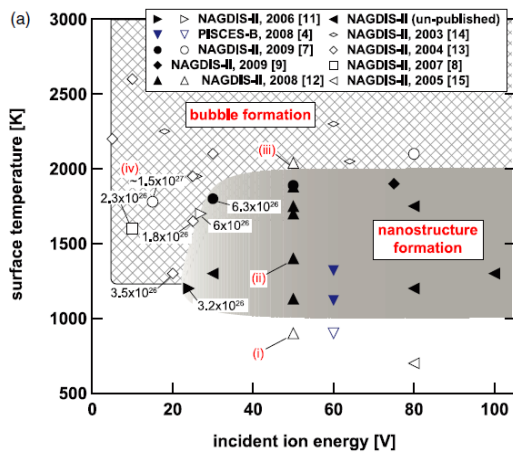 (a)
NAGDIS-II, 2006 [11]
PISCES-B, 2008 [4]
NAGDIS-II, 2009 [7]
NAGDIS-II, 2009 [9]
NAGDIS-II, 2008 [12]
NAGDIS-II (un-published)
NAGDIS-II, 2003 [14]
NAGDIS-II, 2004 [13]
NAGDIS-II, 2007 [8]
NAGDIS-II, 2005 [15]
3000
2500
2000
1500
1000
500
surface temperature [K]
bubble formation
(iii)
(iv)
~1.5x10^27
2.3x10^26
6.3x10^26
1.8x10^26
6x10^26
nanostructure
formation
(ii)
3.5x10^26
3.2x10^26
(i)
0 20 40 60 80 100
incident ion energy [V]